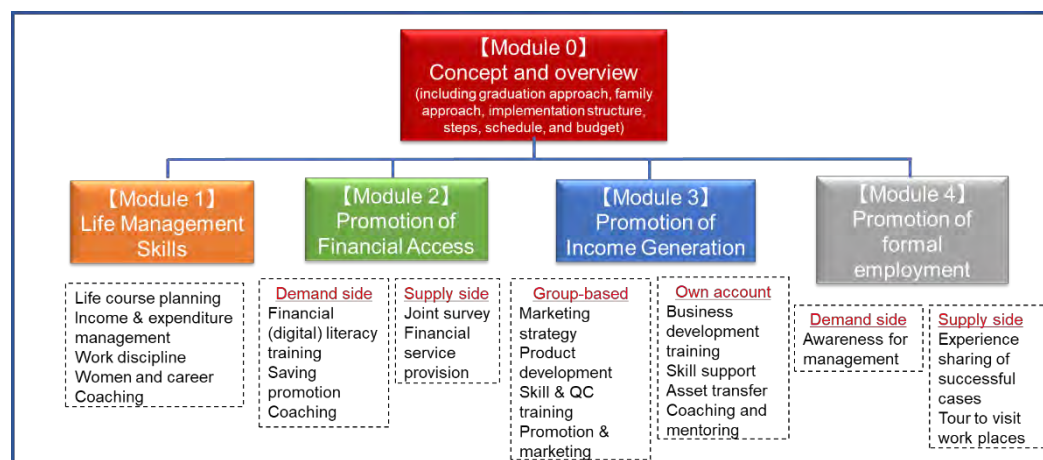 【Module 0】
Concept and overview
(including graduation approach, family
approach, implementation structure,
steps, schedule, and budget)
【Module 1】
Life Management
Skills
【Module 2】
Promotion of
Financial Access
【Module 3】
Promotion of
Income Generation
【Module 4】
Promotion of
formal
employment
Life course planning
Income & expenditure
management
Work discipline
Women and career
Coaching
Demand side
Financial
(digital) literacy
training
Saving
promotion
Coaching
Supply side
Joint survey
Financial
service
provision
Group-based
Marketing
strategy
Product
development
Skill & QC
training
Promotion &
marketing
Own account
Business
development
training
Skill support
Asset transfer
Coaching and
mentoring
Demand side
Awareness for
management
Supply side
Experience
sharing of
successful
cases
Tour to visit
work places